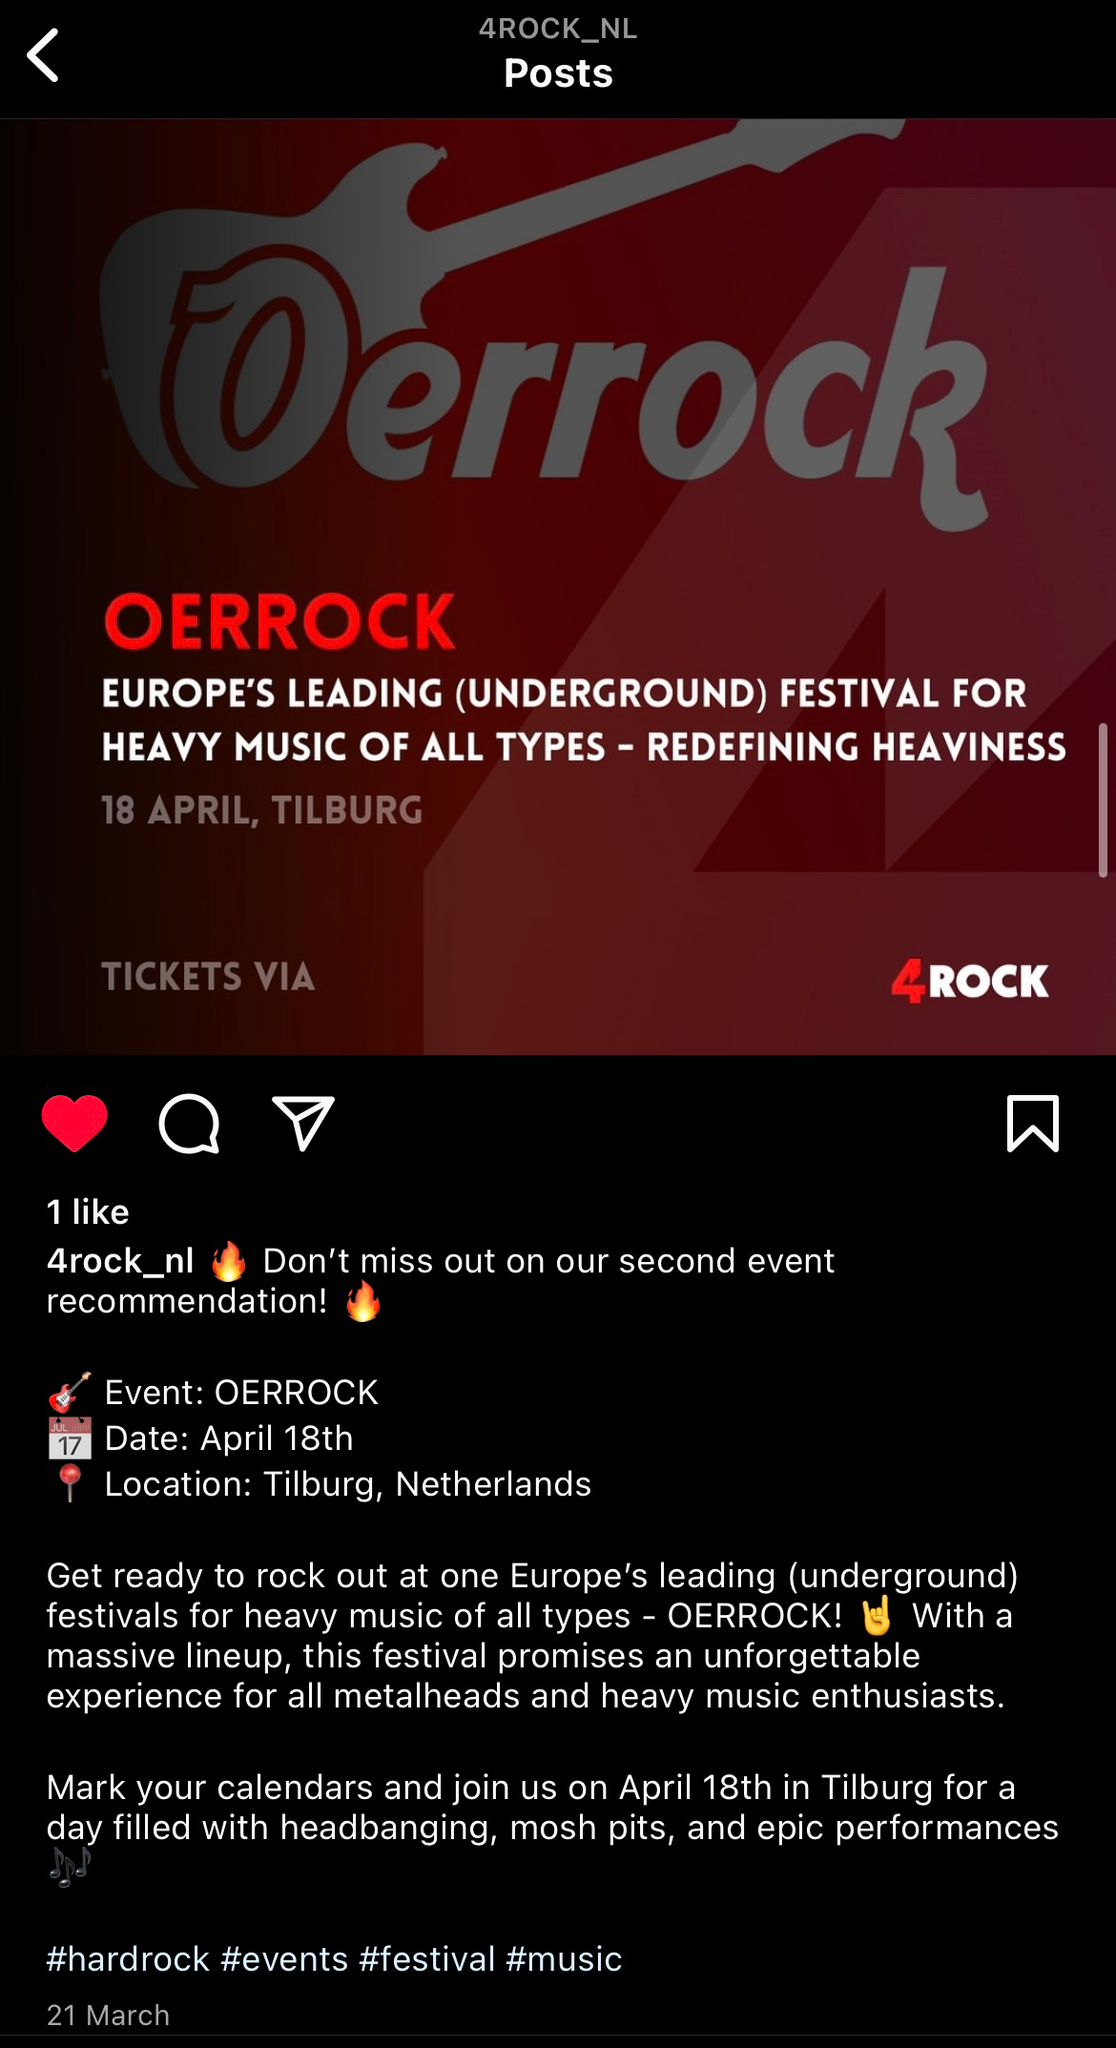 4ROCK_NL
Posts
Oerrock
OERROCK
EUROPE'S LEADING (UNDERGROUND) FESTIVAL FOR
HEAVY MUSIC OF ALL TYPES - REDEFINING HEAVINESS
18 APRIL, TILBURG
TICKETS VIA
4ROCK
1 like
4rock_nl 🔥 Don't miss out on our second event
recommendation! 🔥
🎸 Event: OERROCK
📅 Date: April 18th
📍 Location: Tilburg, Netherlands
Get ready to rock out at one Europe's leading (underground)
festivals for heavy music of all types - OERROCK! 🤘 With a
massive lineup, this festival promises an unforgettable
experience for all metalheads and heavy music enthusiasts.
Mark your calendars and join us on April 18th in Tilburg for a
day filled with headbanging, mosh pits, and epic performances
🎶
#hardrock #events #festival #music
21 March